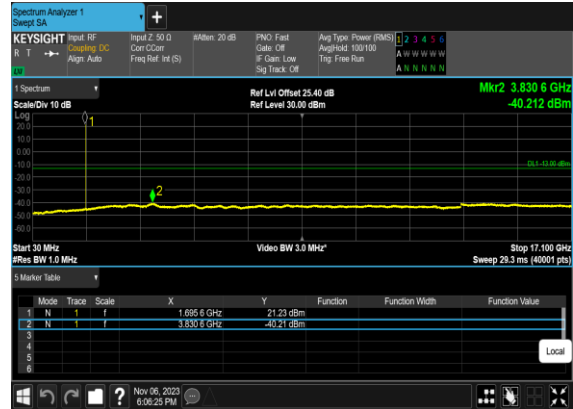 Spectrum Analyzer 1
Swept SA
+
KEYSIGHT
R T
LW
Input: RF
Coupling: DC
Align: Auto
Input Z: 50 Ω
Corr CCorr
Freq Ref: Int (S)
#Atten: 20 dB
PNO: Fast
Gate: Off
IF Gain: Low
Sig Track: Off
Avg Type: Power (RMS)
Avg|Hold: 100/100
Trig: Free Run
1 2 3 4 5 6
A W W W W W
A N N N N N
1 Spectrum
Scale/Div 10 dB
Ref Lvl Offset 25.40 dB
Ref Level 30.00 dBm
Mkr2 3.830 6 GHz
-40.212 dBm
Log
20.0
10.0
0.00
-10.0
-20.0
-30.0
-40.0
-50.0
-60.0
1
2
DL1 -13.00 dBm
Start 30 MHz
#Res BW 1.0 MHz
Video BW 3.0 MHz*
Stop 17.100 GHz
Sweep 29.3 ms (40001 pts)
5 Marker Table
Mode Trace Scale X Y Function Function Width Function Value
1 N 1 f 1.695 6 GHz 21.23 dBm
2 N 1 f 3.830 6 GHz -40.21 dBm
3
4
5
6
Local
?
Nov 06, 2023
6:06:25 PM